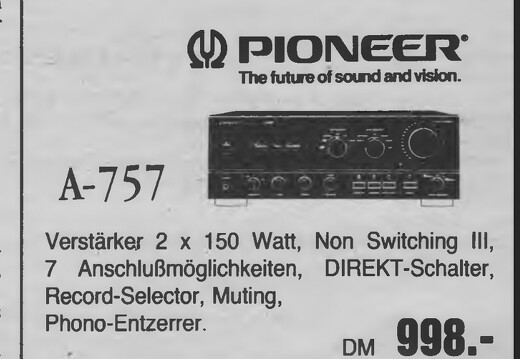 PIONEER
The future of sound and vision.
A-757
Verstärker 2 x 150 Watt, Non Switching III,
7 Anschlußmöglichkeiten, DIREKT-Schalter,
Record-Selector, Muting,
Phono-Entzerrer.
DM 998.-